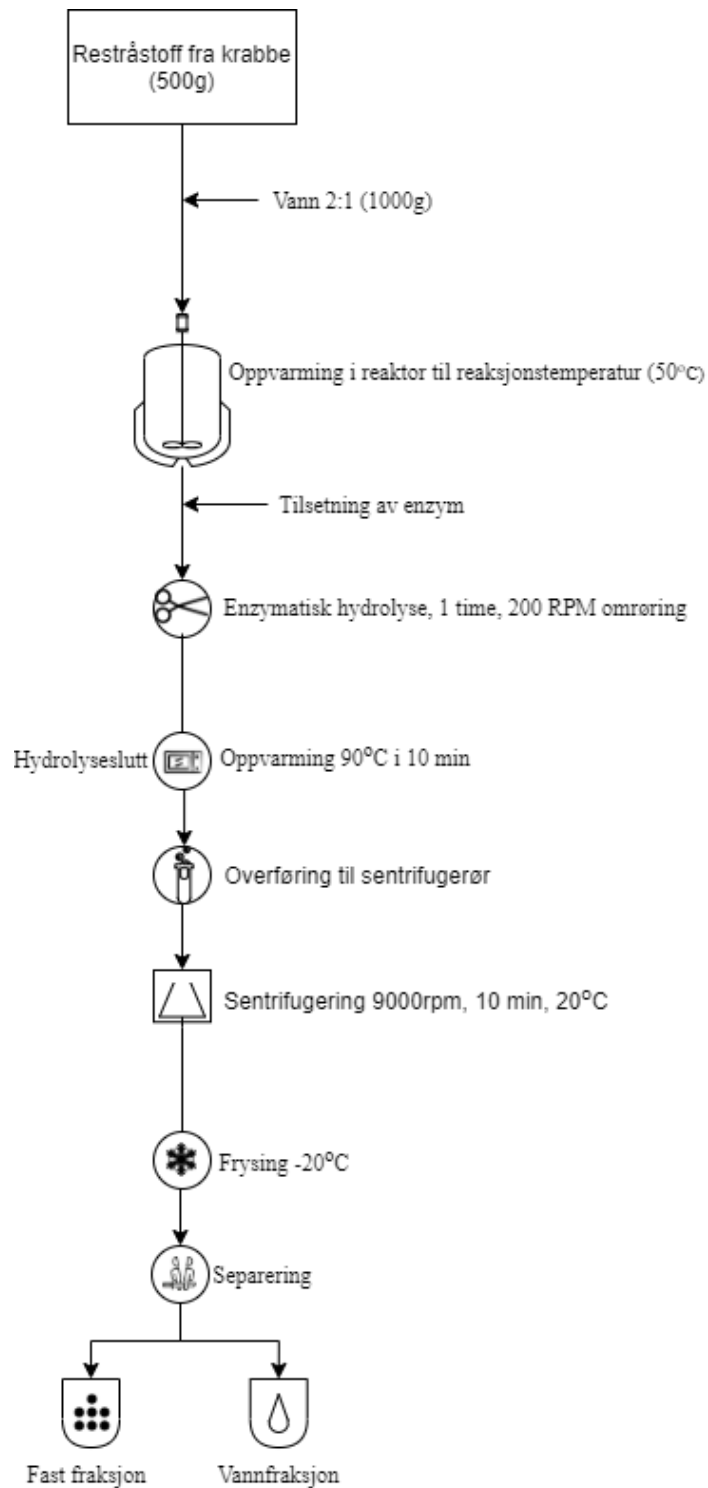 Restråstoff fra krabbe
(500g)
Vann 2:1 (1000g)
Oppvarming i reaktor til reaksjonstemperatur (50°C)
Tilsetning av enzym
Enzymatisk hydrolyse, 1 time, 200 RPM omrøring
Hydrolyseslutt
Oppvarming 90°C i 10 min
Overføring til sentrifugerør
Sentrifugering 9000rpm, 10 min, 20°C
Frysing -20°C
Separering
Fast fraksjon
Vannfraksjon